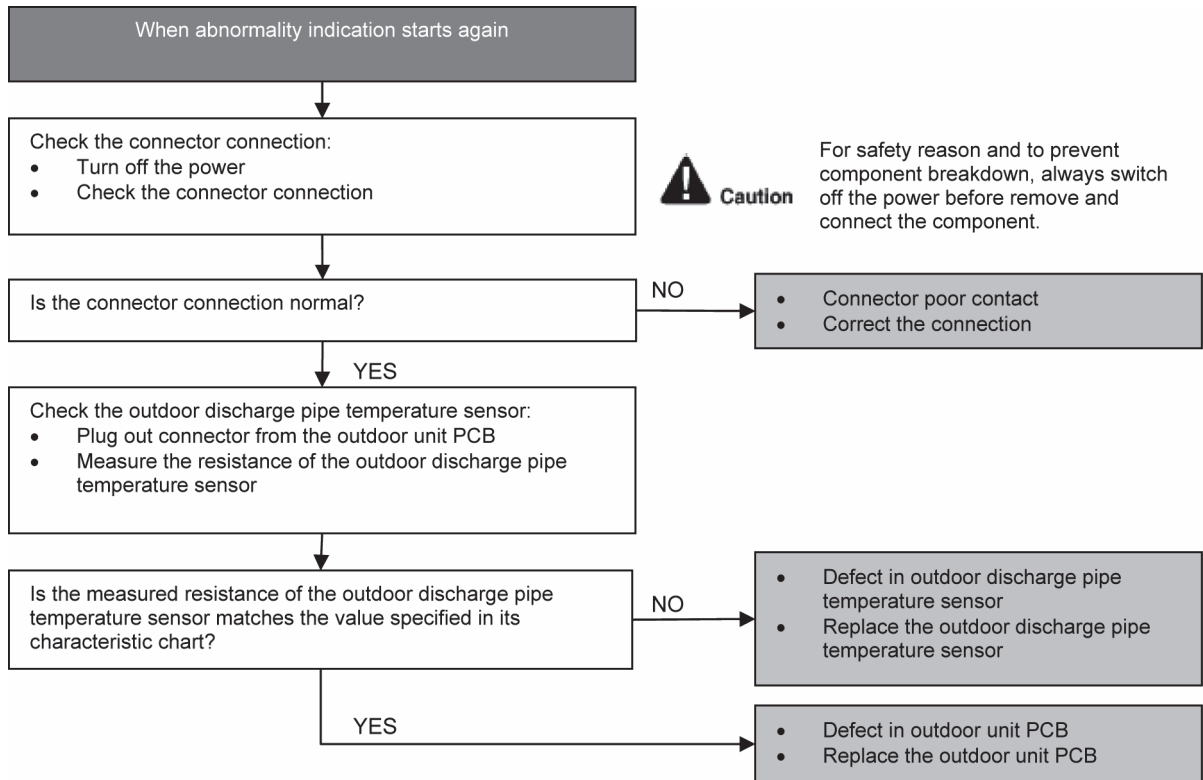 When abnormality indication starts again
Check the connector connection:
• Turn off the power
• Check the connector connection
Caution
For safety reason and to prevent
component breakdown, always switch
off the power before remove and
connect the component.
Is the connector connection normal?
NO
• Connector poor contact
• Correct the connection
YES
Check the outdoor discharge pipe temperature sensor:
• Plug out connector from the outdoor unit PCB
• Measure the resistance of the outdoor discharge pipe
temperature sensor
Is the measured resistance of the outdoor discharge pipe
temperature sensor matches the value specified in its
characteristic chart?
NO
• Defect in outdoor discharge pipe
temperature sensor
• Replace the outdoor discharge pipe
temperature sensor
YES
• Defect in outdoor unit PCB
• Replace the outdoor unit PCB